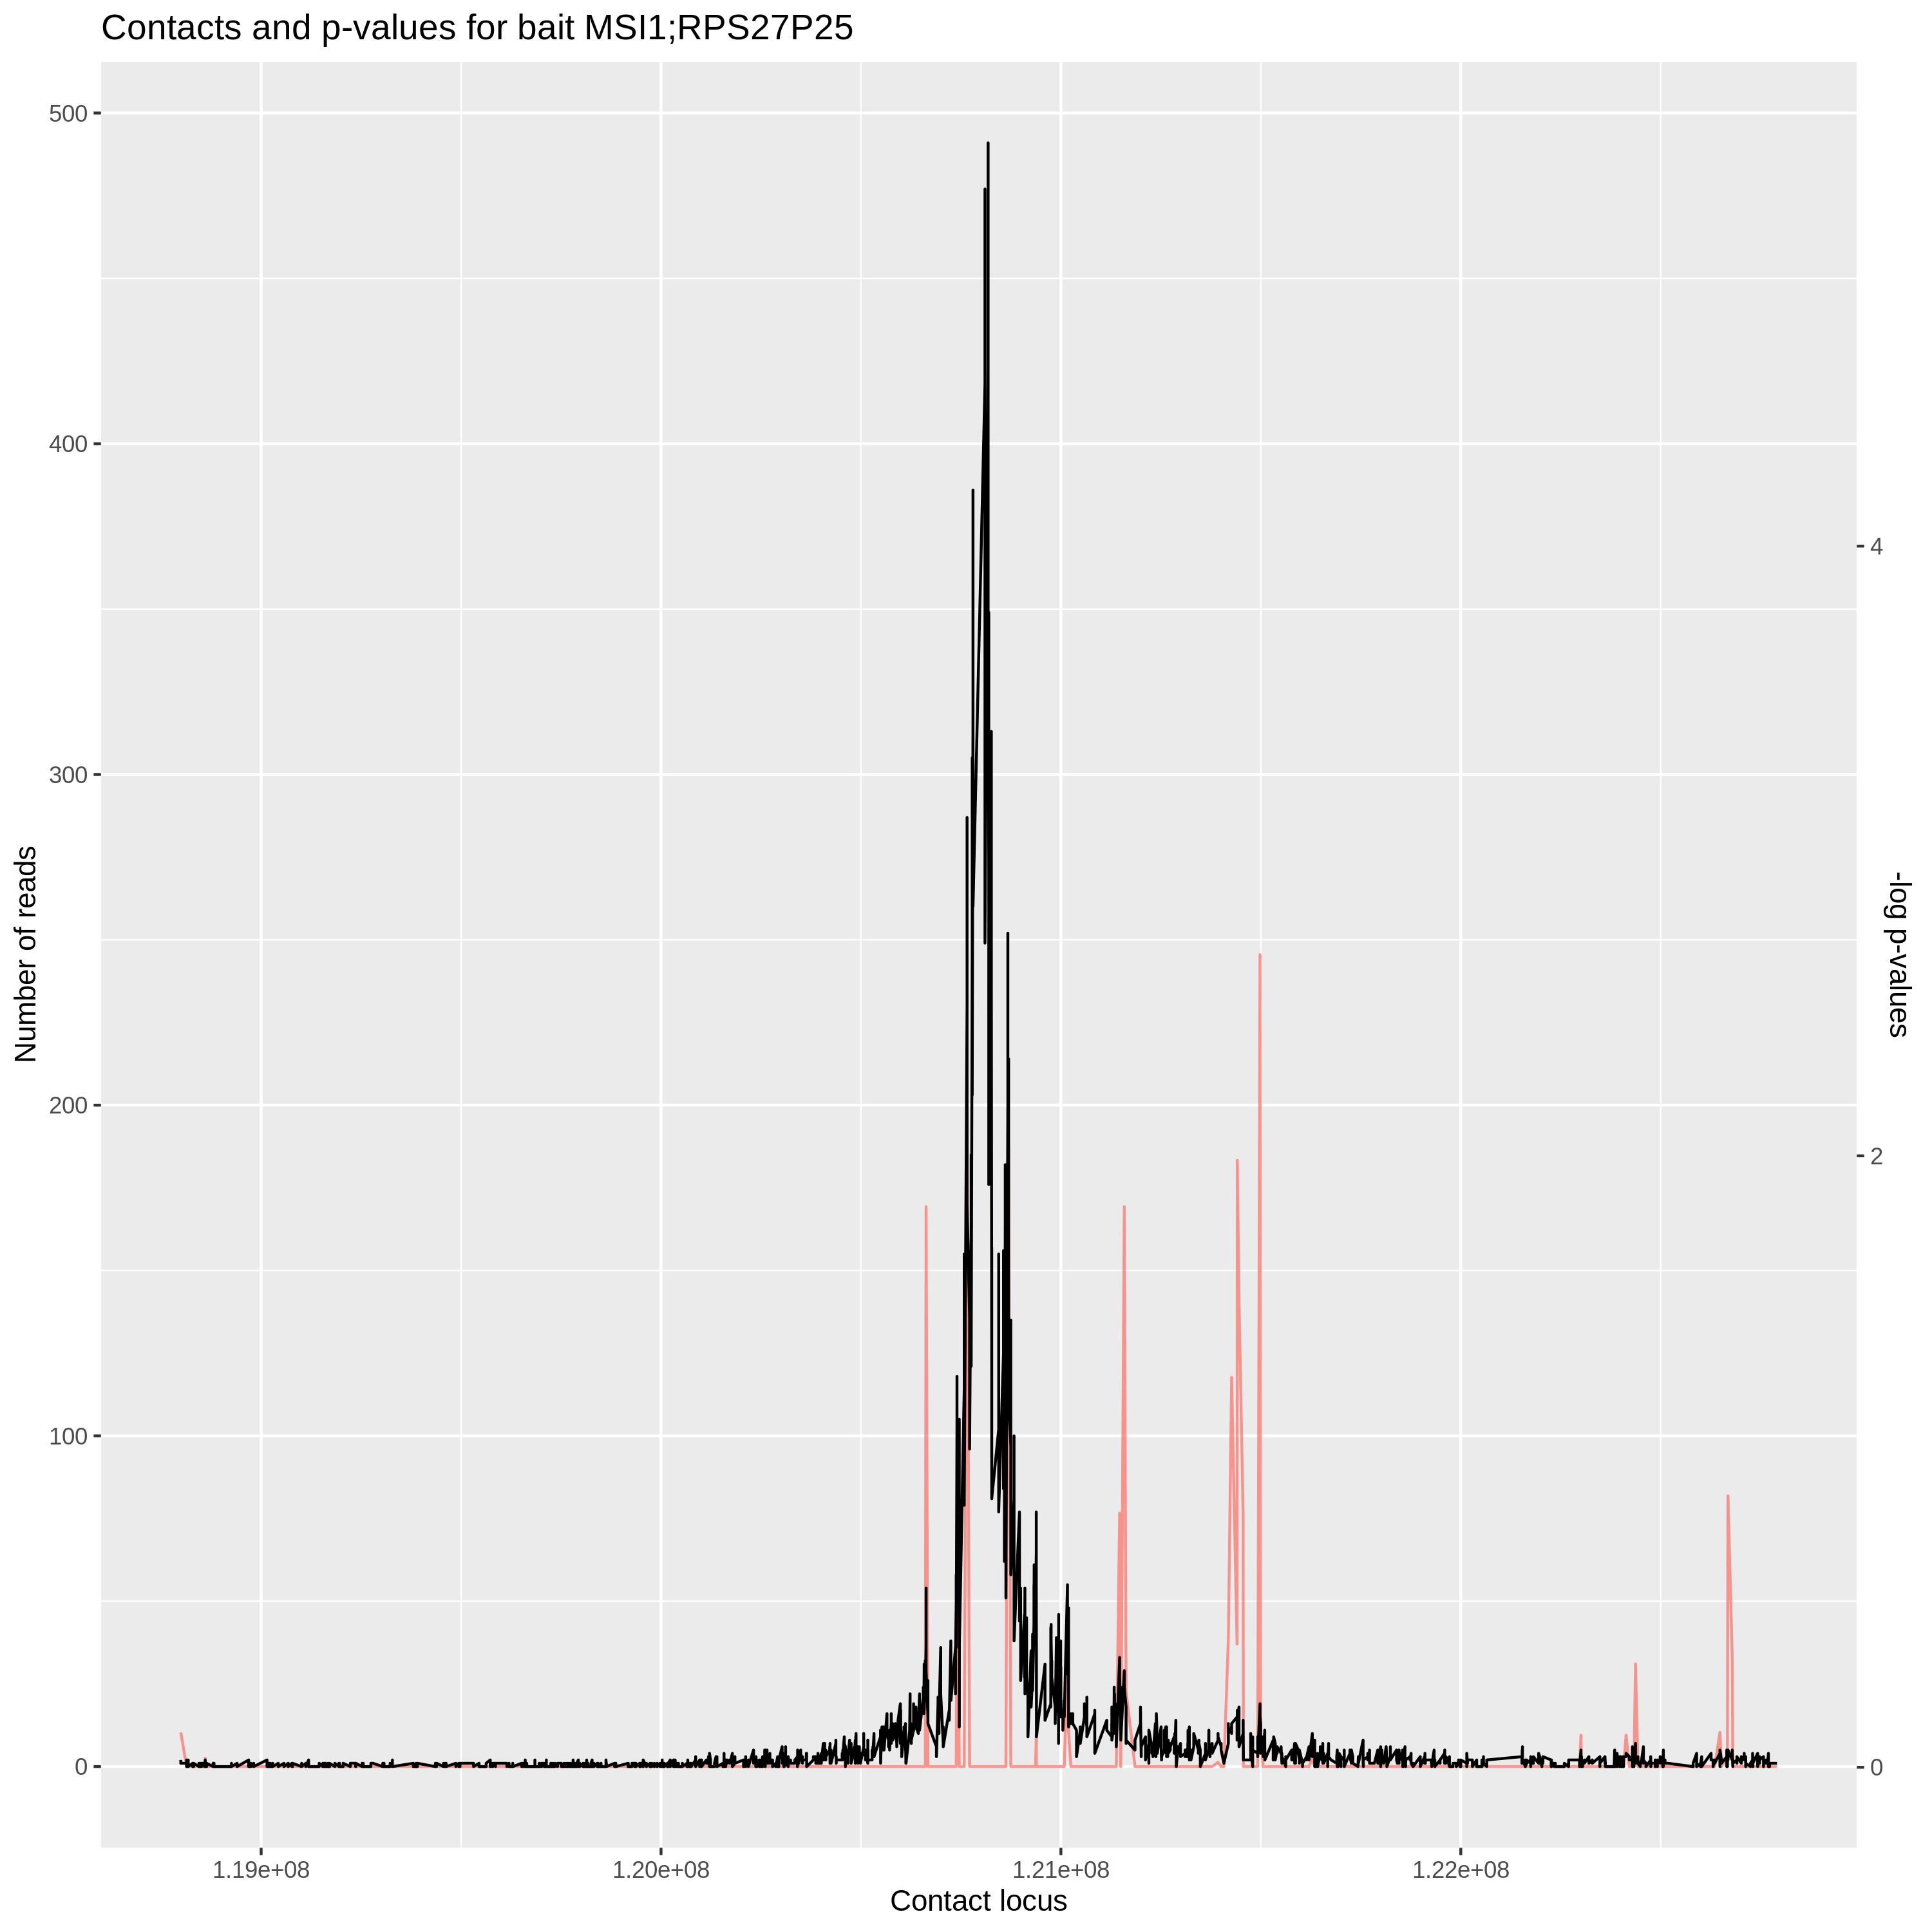 Contacts and p-values for bait MSI1;RPS27P25
500
400
300
200
100
0
Number of reads
4
2
0
-log p-values
1.19e+08
1.20e+08
1.21e+08
1.22e+08
Contact locus